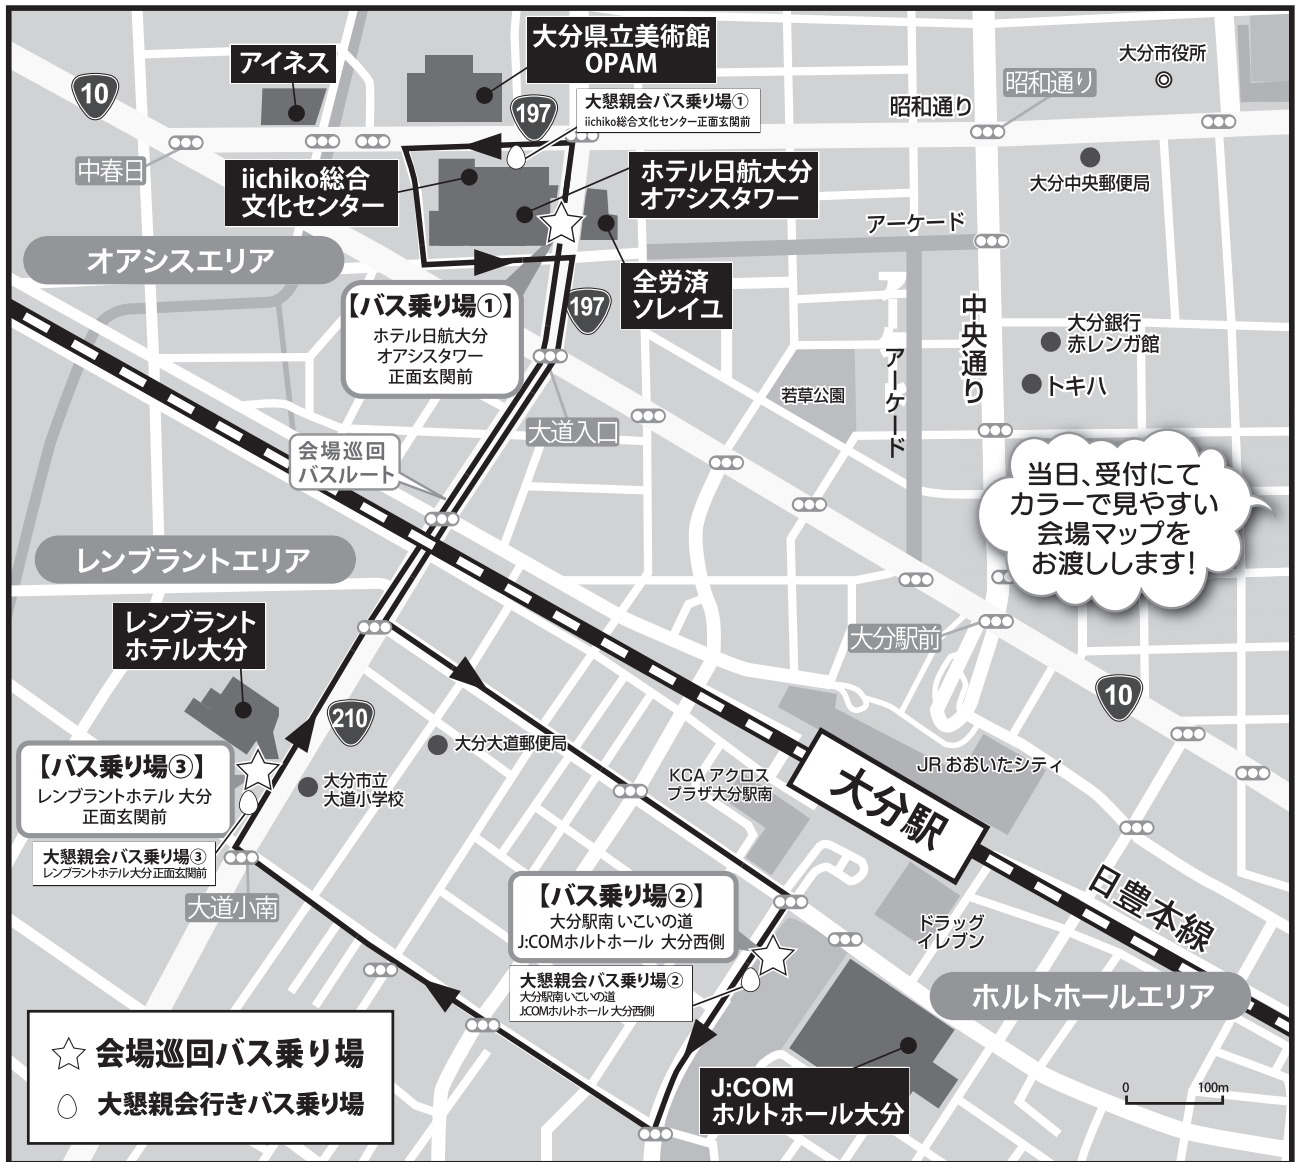 アイネス
大分県立美術館
OPAM
10
197
大懇親会バス乗り場①
iichiko総合文化センター正面玄関前
昭和通り
昭和通り
大分市役所
中春日
iichiko総合
文化センター
ホテル日航大分
オアシスタワー
大分中央郵便局
アーケード
オアシスエリア
【バス乗り場①】
ホテル日航大分
オアシスタワー
正面玄関前
全労済
ソレイユ
197
アーケード
中央通り
大分銀行
赤レンガ館
トキハ
若草公園
大道入口
会場巡回
バスルート
当日、受付にて
カラーで見やすい
会場マップを
お渡しします!
レンブラントエリア
レンブラント
ホテル大分
大分駅前
10
210
大分大道郵便局
【バス乗り場③】
レンブラントホテル 大分
正面玄関前
大分市立
大道小学校
KCA アクロス
プラザ大分駅南
JR おおいたシティ
大分駅
大懇親会バス乗り場③
レンブラントホテル 大分 正面玄関前
大道小南
【バス乗り場②】
大分駅南 いこいの道
J:COMホルトホール 大分西側
ドラッグ
イレブン
日豊本線
大懇親会バス乗り場②
大分駅南 いこいの道
J:COMホルトホール 大分西側
ホルトホールエリア
会場巡回バス乗り場
大懇親会行きバス乗り場
J:COM
ホルトホール大分
0 100m